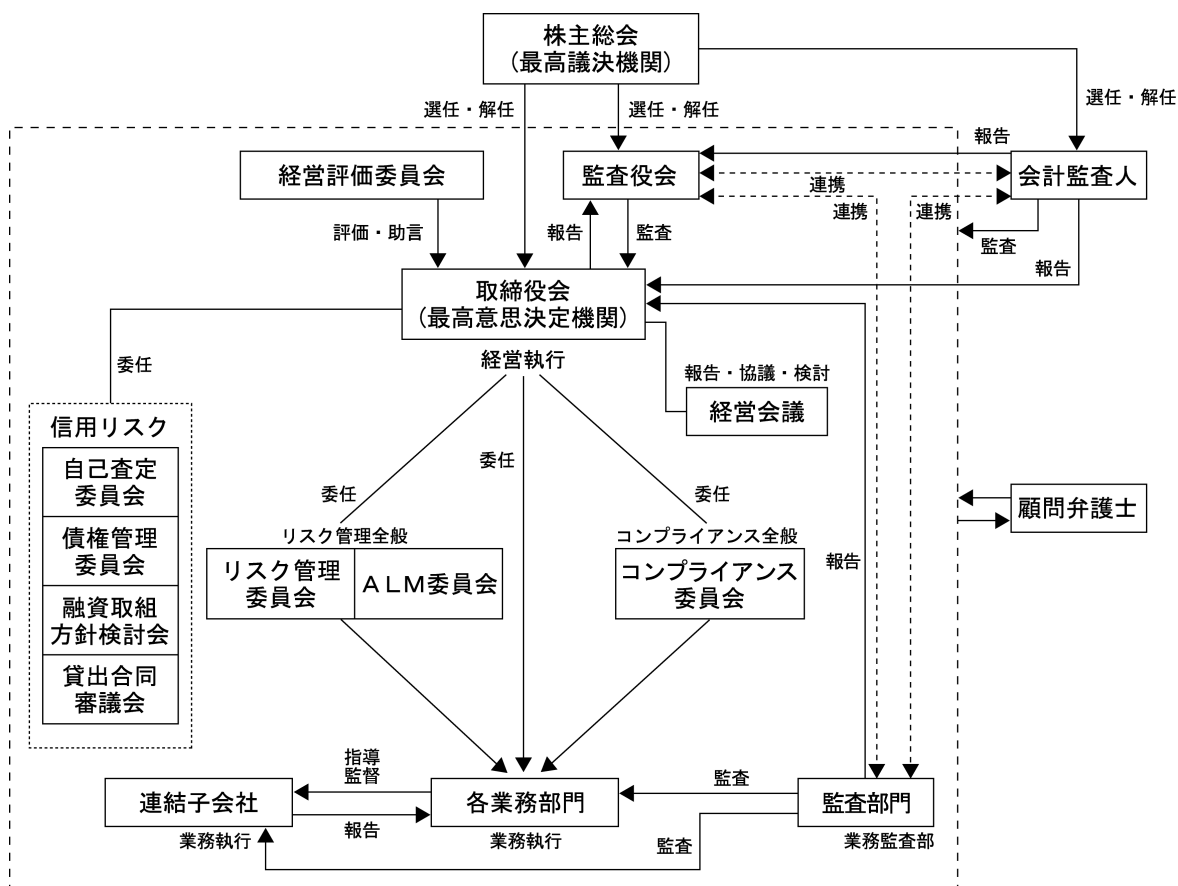 株主総会
（最高議決機関）
選任・解任
選任・解任
選任・解任
報告
経営評価委員会
監査役会
会計監査人
連携
連携
連携
評価・助言
報告
監査
監査
報告
取締役会
（最高意思決定機関）
経営執行
委任
報告・協議・検討
経営会議
信用リスク
自己査定
委員会
債権管理
委員会
融資取組
方針検討会
貸出合同
審議会
委任
委任
委任
顧問弁護士
リスク管理全般
リスク管理
委員会
ＡＬＭ委員会
コンプライアンス全般
コンプライアンス
委員会
報告
指導
監督
連結子会社
業務執行
報告
各業務部門
業務執行
監査
監査
監査部門
業務監査部